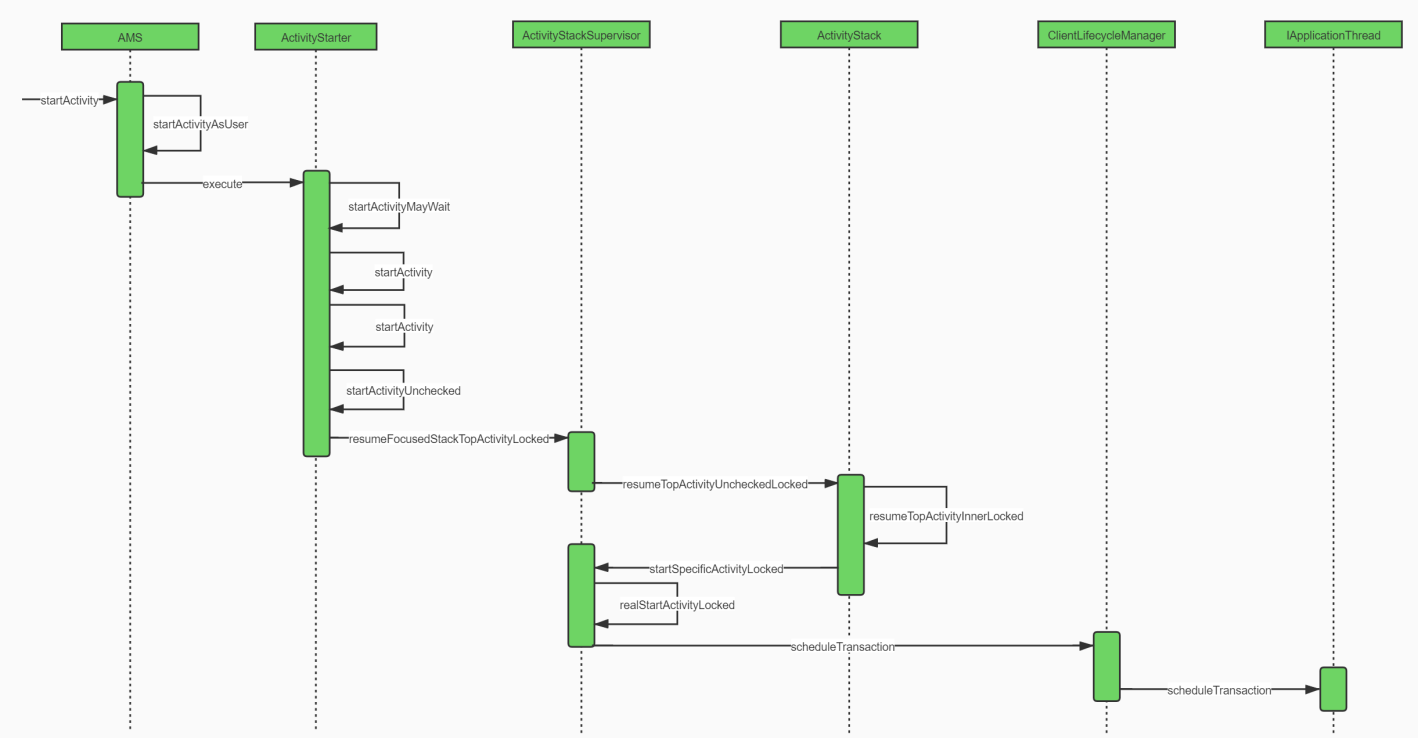 AMS
ActivityStarter
ActivityStackSupervisor
ActivityStack
ClientLifecycleManager
IApplicationThread
startActivity
startActivityAsUser
execute
startActivityMayWait
startActivity
startActivity
startActivityUnchecked
resumeFocusedStackTopActivityLocked
resumeTopActivityUncheckedLocked
resumeTopActivityInnerLocked
startSpecificActivityLocked
realStartActivityLocked
scheduleTransaction
scheduleTransaction